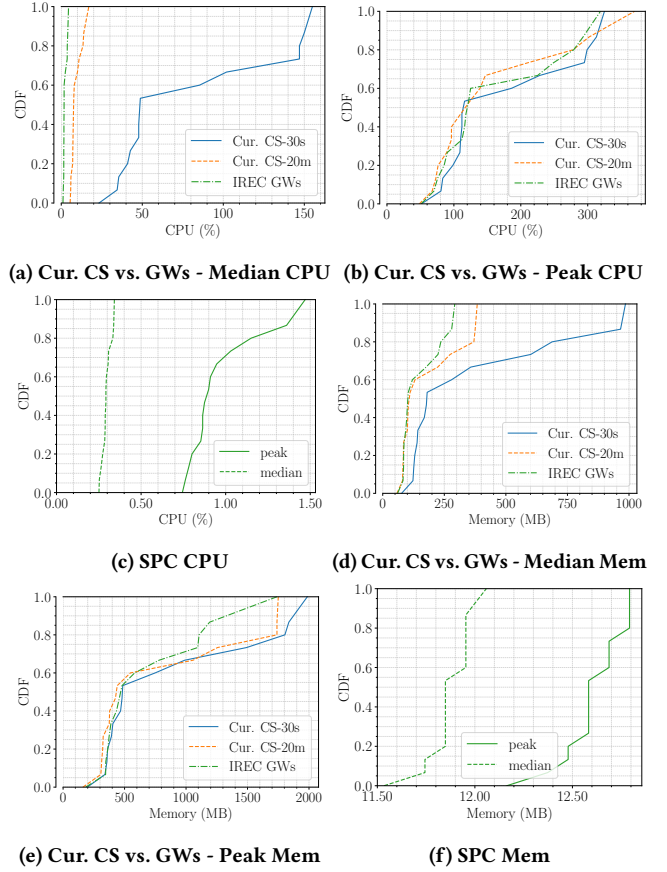 1.0
0.8
0.6
0.4
0.2
0.0
CDF
0
50
100
150
CPU (%)
Cur. CS-30s
Cur. CS-20m
IREC GWs
(a) Cur. CS vs. GWs - Median CPU
1.0
0.8
0.6
0.4
0.2
0.0
CDF
0
100
200
300
CPU (%)
Cur. CS-30s
Cur. CS-20m
IREC GWs
(b) Cur. CS vs. GWs - Peak CPU
1.0
0.8
0.6
0.4
0.2
0.0
CDF
0.00
0.50
1.00
1.50
CPU (%)
peak
median
(c) SPC CPU
1.0
0.8
0.6
0.4
0.2
0.0
CDF
0
250
500
750
1000
Memory (MB)
Cur. CS-30s
Cur. CS-20m
IREC GWs
(d) Cur. CS vs. GWs - Median Mem
1.0
0.8
0.6
0.4
0.2
0.0
CDF
0
500
1000
1500
2000
Memory (MB)
Cur. CS-30s
Cur. CS-20m
IREC GWs
(e) Cur. CS vs. GWs - Peak Mem
1.0
0.8
0.6
0.4
0.2
0.0
CDF
11.50
12.00
12.50
Memory (MB)
peak
median
(f) SPC Mem